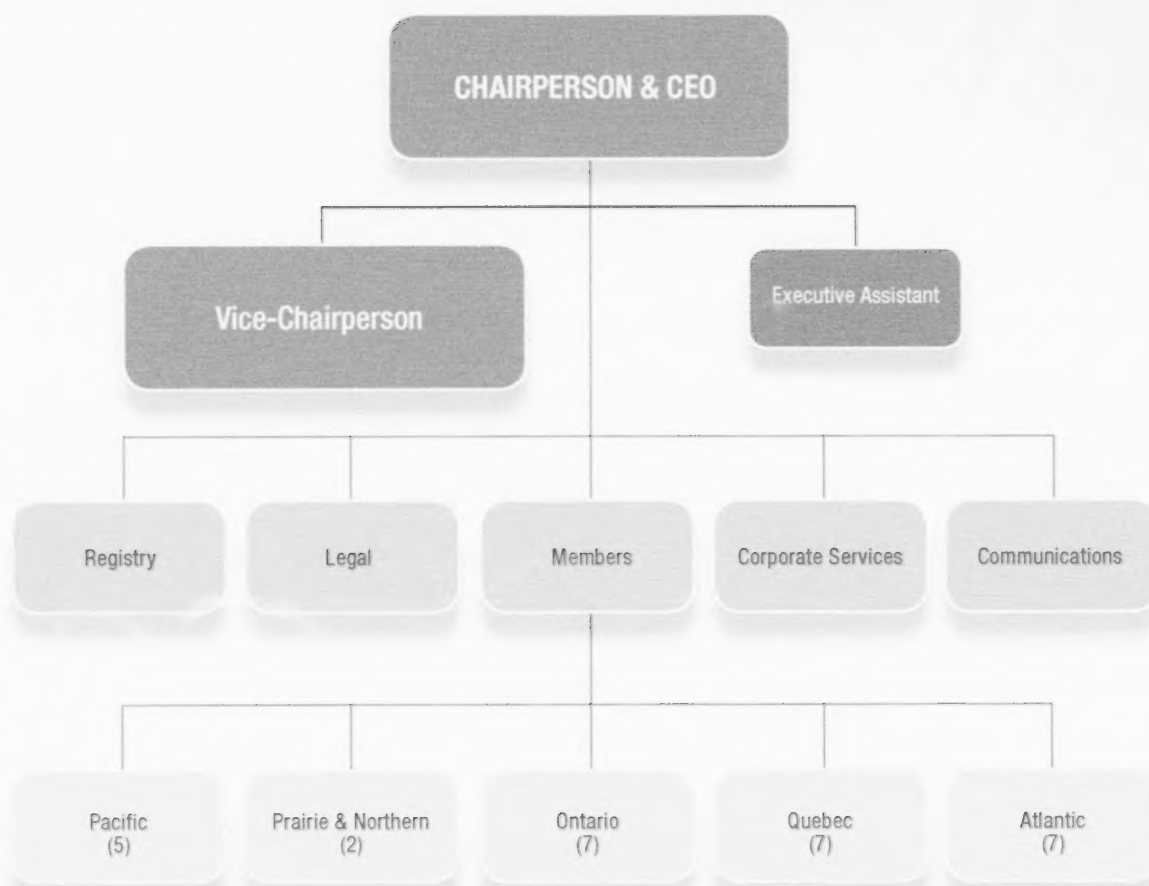 CHAIRPERSON & CEO
Vice-Chairperson
Executive Assistant
Registry
Legal
Members
Corporate Services
Communications
Pacific
(5)
Prairie & Northern
(2)
Ontario
(7)
Quebec
(7)
Atlantic
(7)